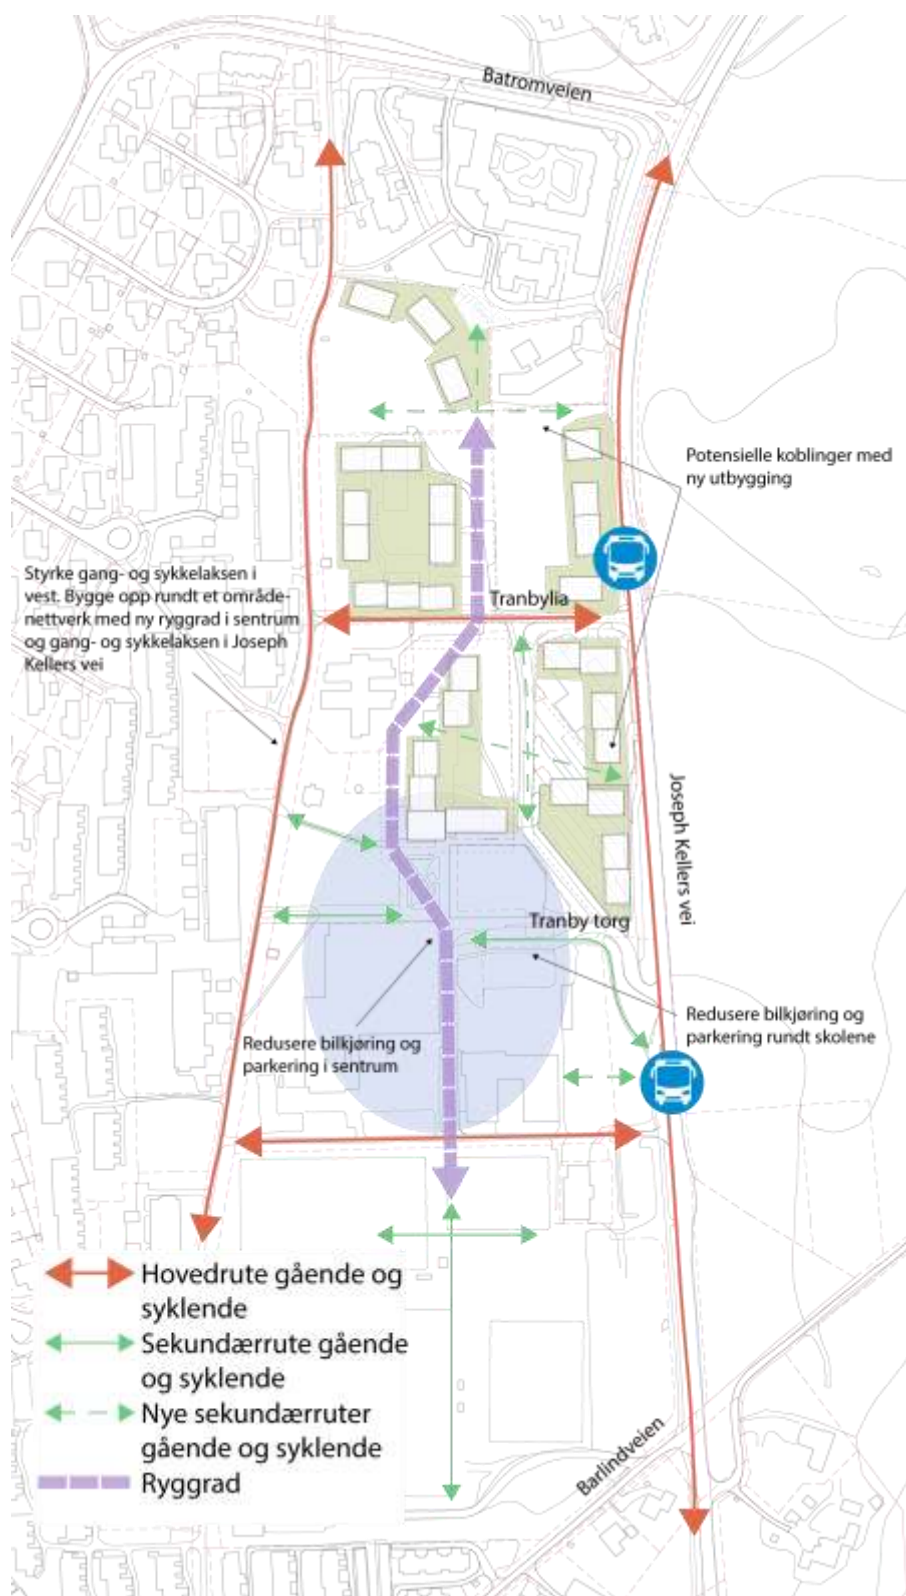 Batromveien
Potensielle koblinger med
ny utbygging
Styrke gang- og sykkelaksen i
vest. Bygge opp rundt et område-
nettverk med ny ryggrad i sentrum
og gang- og sykkelaksen i Joseph
Kellers vei
Tranbylia
Joseph Kellers vei
Tranby torg
Redusere bilkjøring og
parkering rundt skolene
Redusere bilkjøring og
parkering i sentrum
Hovedrute gående og
syklende
Sekundærrute gående
og syklende
Nye sekundærruter
gående og syklende
Ryggrad
Barlindveien